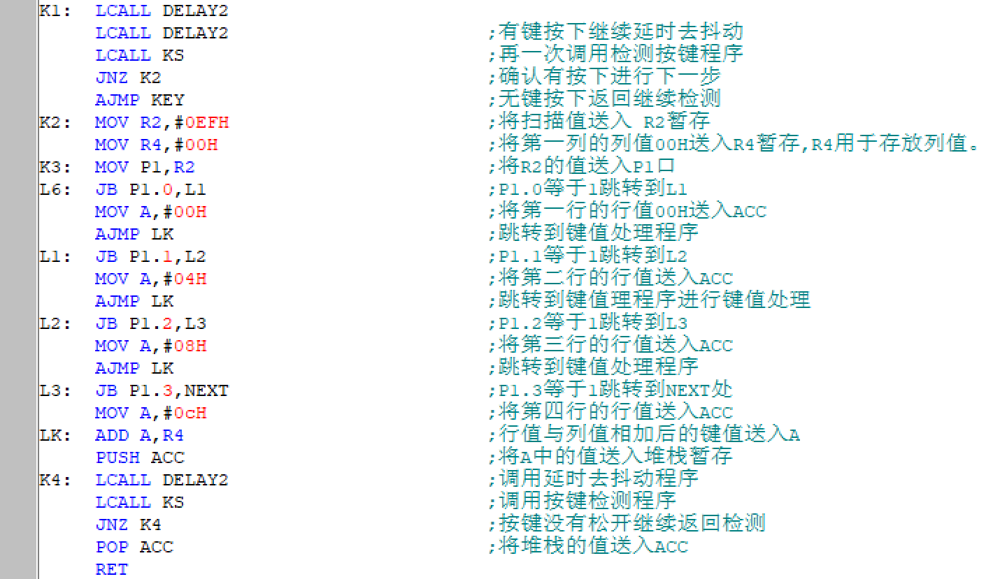 K1: LCALL DELAY2
LCALL DELAY2 ;有键按下继续延时去抖动
LCALL KS ;再一次调用检测按键程序
JNZ K2 ;确认有按下进行下一步
AJMP KEY ;无键按下返回继续检测
K2: MOV R2,#0EFH ;将扫描值送入 R2暂存
MOV R4,#00H ;将第一列的列值00H送入R4暂存,R4用于存放列值。
K3: MOV P1,R2 ;将R2的值送入P1口
L6: JB P1.0,L1 ;P1.0等于1跳转到L1
MOV A,#00H ;将第一行的行值00H送入ACC
AJMP LK ;跳转到键值处理程序
L1: JB P1.1,L2 ;P1.1等于1跳转到L2
MOV A,#04H ;将第二行的行值送入ACC
AJMP LK ;跳转到键值理程序进行键值处理
L2: JB P1.2,L3 ;P1.2等于1跳转到L3
MOV A,#08H ;将第三行的行值送入ACC
AJMP LK ;跳转到键值处理程序
L3: JB P1.3,NEXT ;P1.3等于1跳转到NEXT处
MOV A,#0cH ;将第四行的行值送入ACC
LK: ADD A,R4 ;行值与列值相加后的键值送入A
PUSH ACC ;将A中的值送入堆栈暂存
K4: LCALL DELAY2 ;调用延时去抖动程序
LCALL KS ;调用按键检测程序
JNZ K4 ;按键没有松开继续返回检测
POP ACC ;将堆栈的值送入ACC
RET